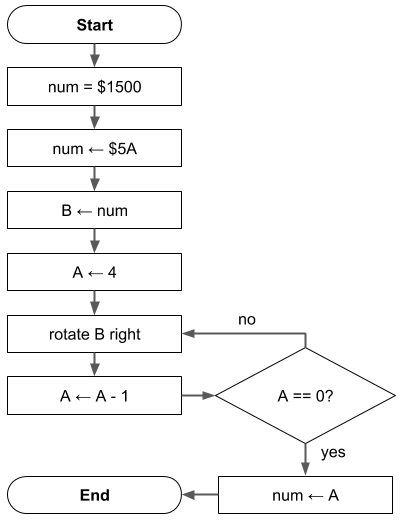 Start
num = $1500
num ← $5A
B ← num
A ← 4
rotate B right
no
A ← A - 1
A == 0?
yes
End
num ← A